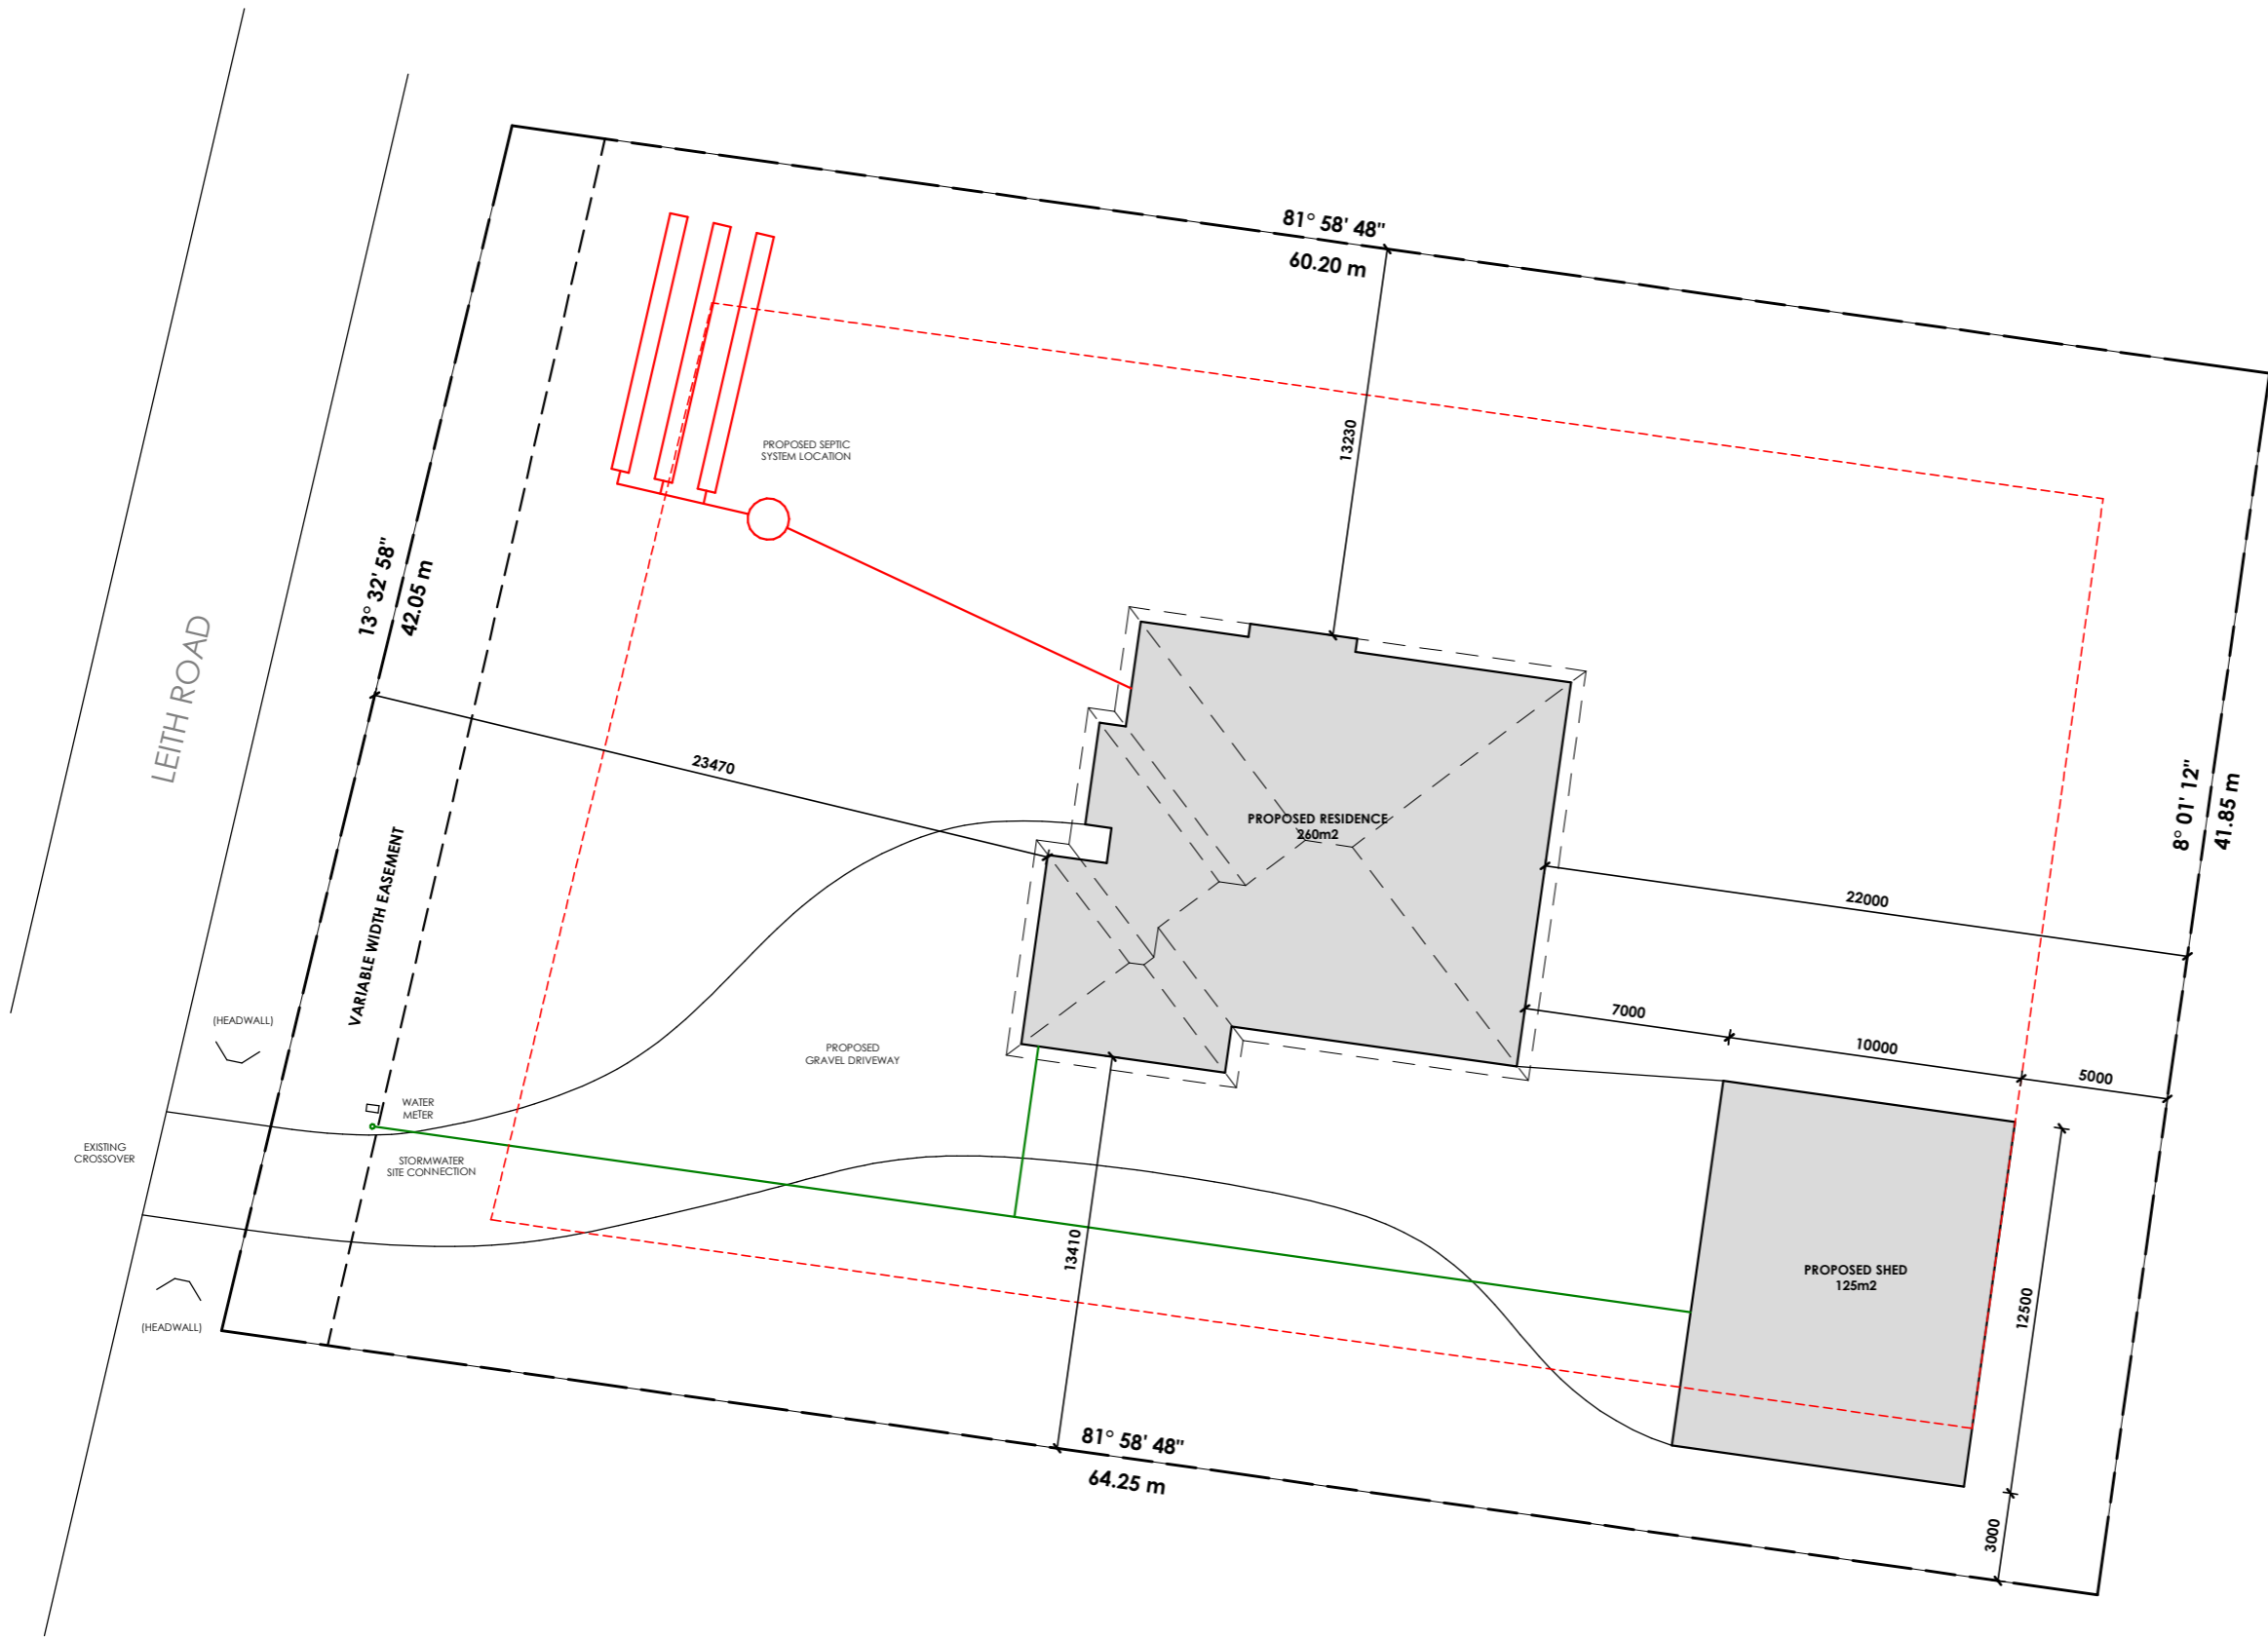 81° 58' 48"
60.20 m
13230
PROPOSED SEPTIC
SYSTEM LOCATION
13° 32' 58"
42.05 m
LEITH ROAD
23470
PROPOSED RESIDENCE
260m2
8° 01' 12"
41.85 m
VARIABLE WIDTH EASEMENT
22000
7000
10000
5000
(HEADWALL)
PROPOSED
GRAVEL DRIVEWAY
WATER
METER
EXISTING
CROSSOVER
STORMWATER
SITE CONNECTION
13410
PROPOSED SHED
125m2
12500
(HEADWALL)
81° 58' 48"
64.25 m
3000